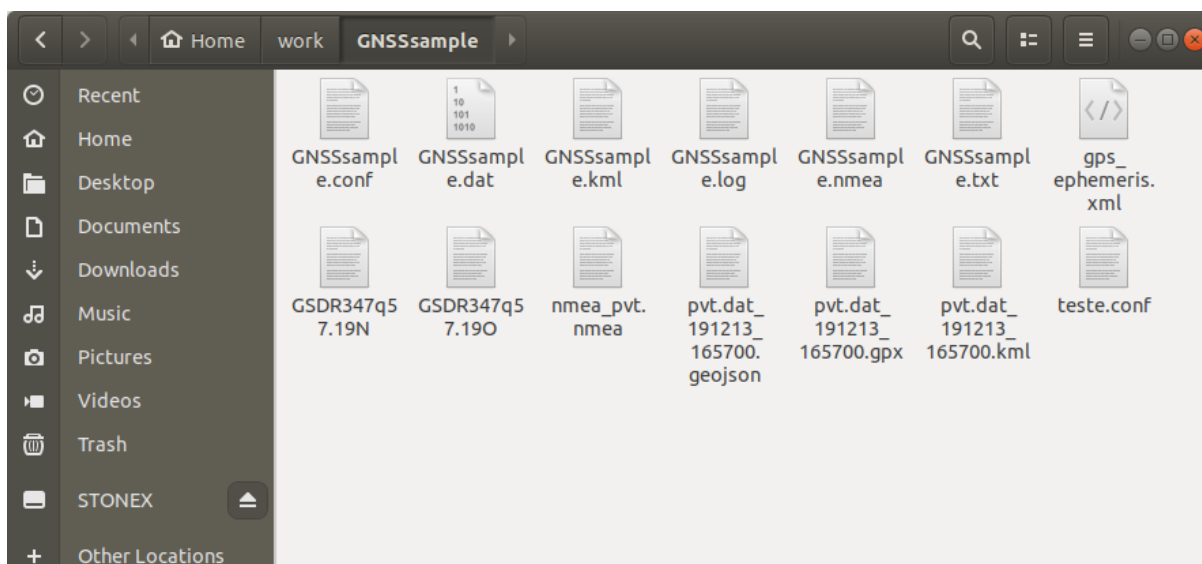 Home work GNSSsample
Recent
Home
Desktop
Documents
Downloads
Music
Pictures
Videos
Trash
STONEX
Other Locations
1
10
101
1010
GNSSsampl
e.conf
GNSSsampl
e.dat
GNSSsampl
e.kml
GNSSsampl
e.log
GNSSsampl
e.nmea
GNSSsampl
e.txt
gps_
ephemeris.
xml
GSDR347q5
7.19N
GSDR347q5
7.19O
nmea_pvt.
nmea
pvt.dat_
191213_
165700.
geojson
pvt.dat_
191213_
165700.gpx
pvt.dat_
191213_
165700.kml
teste.conf